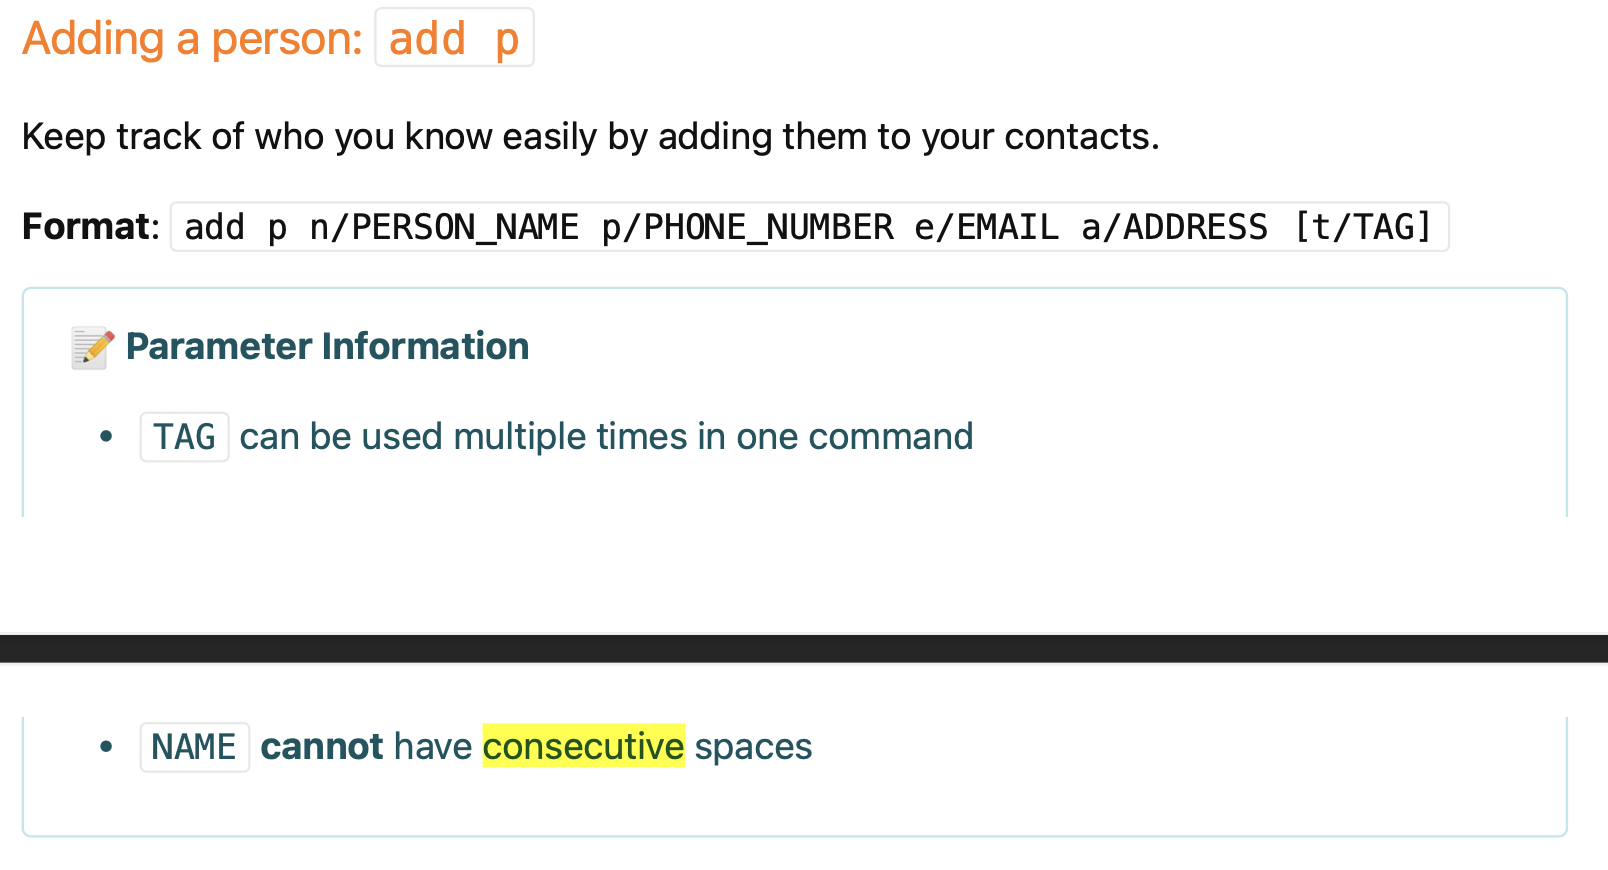 Adding a person: add p
Keep track of who you know easily by adding them to your contacts.
Format: add p n/PERSON_NAME p/PHONE_NUMBER e/EMAIL a/ADDRESS [t/TAG]
Parameter Information
• TAG can be used multiple times in one command
• NAME cannot have consecutive spaces